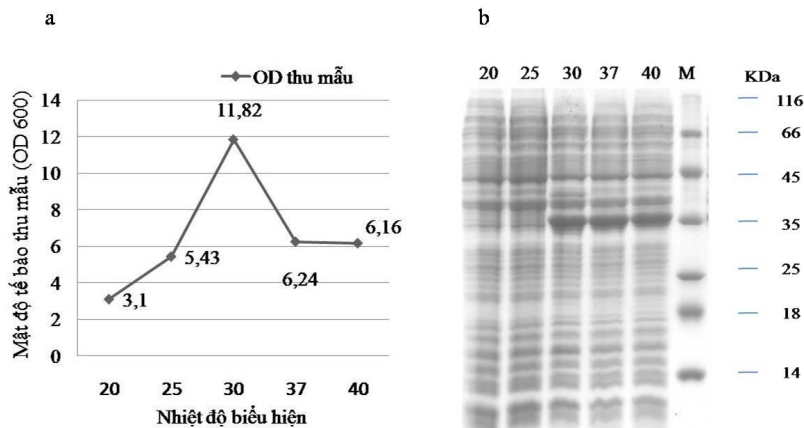 a
OD thu mẫu
Mật độ tế bào thu mẫu (OD 600)
14
12
10
8
6
4
2
0
3,1
5,43
11,82
6,24
6,16
20 25 30 37 40
Nhiệt độ biểu hiện
b
20 25 30 37 40 M KDa
116
66
45
35
25
18
14